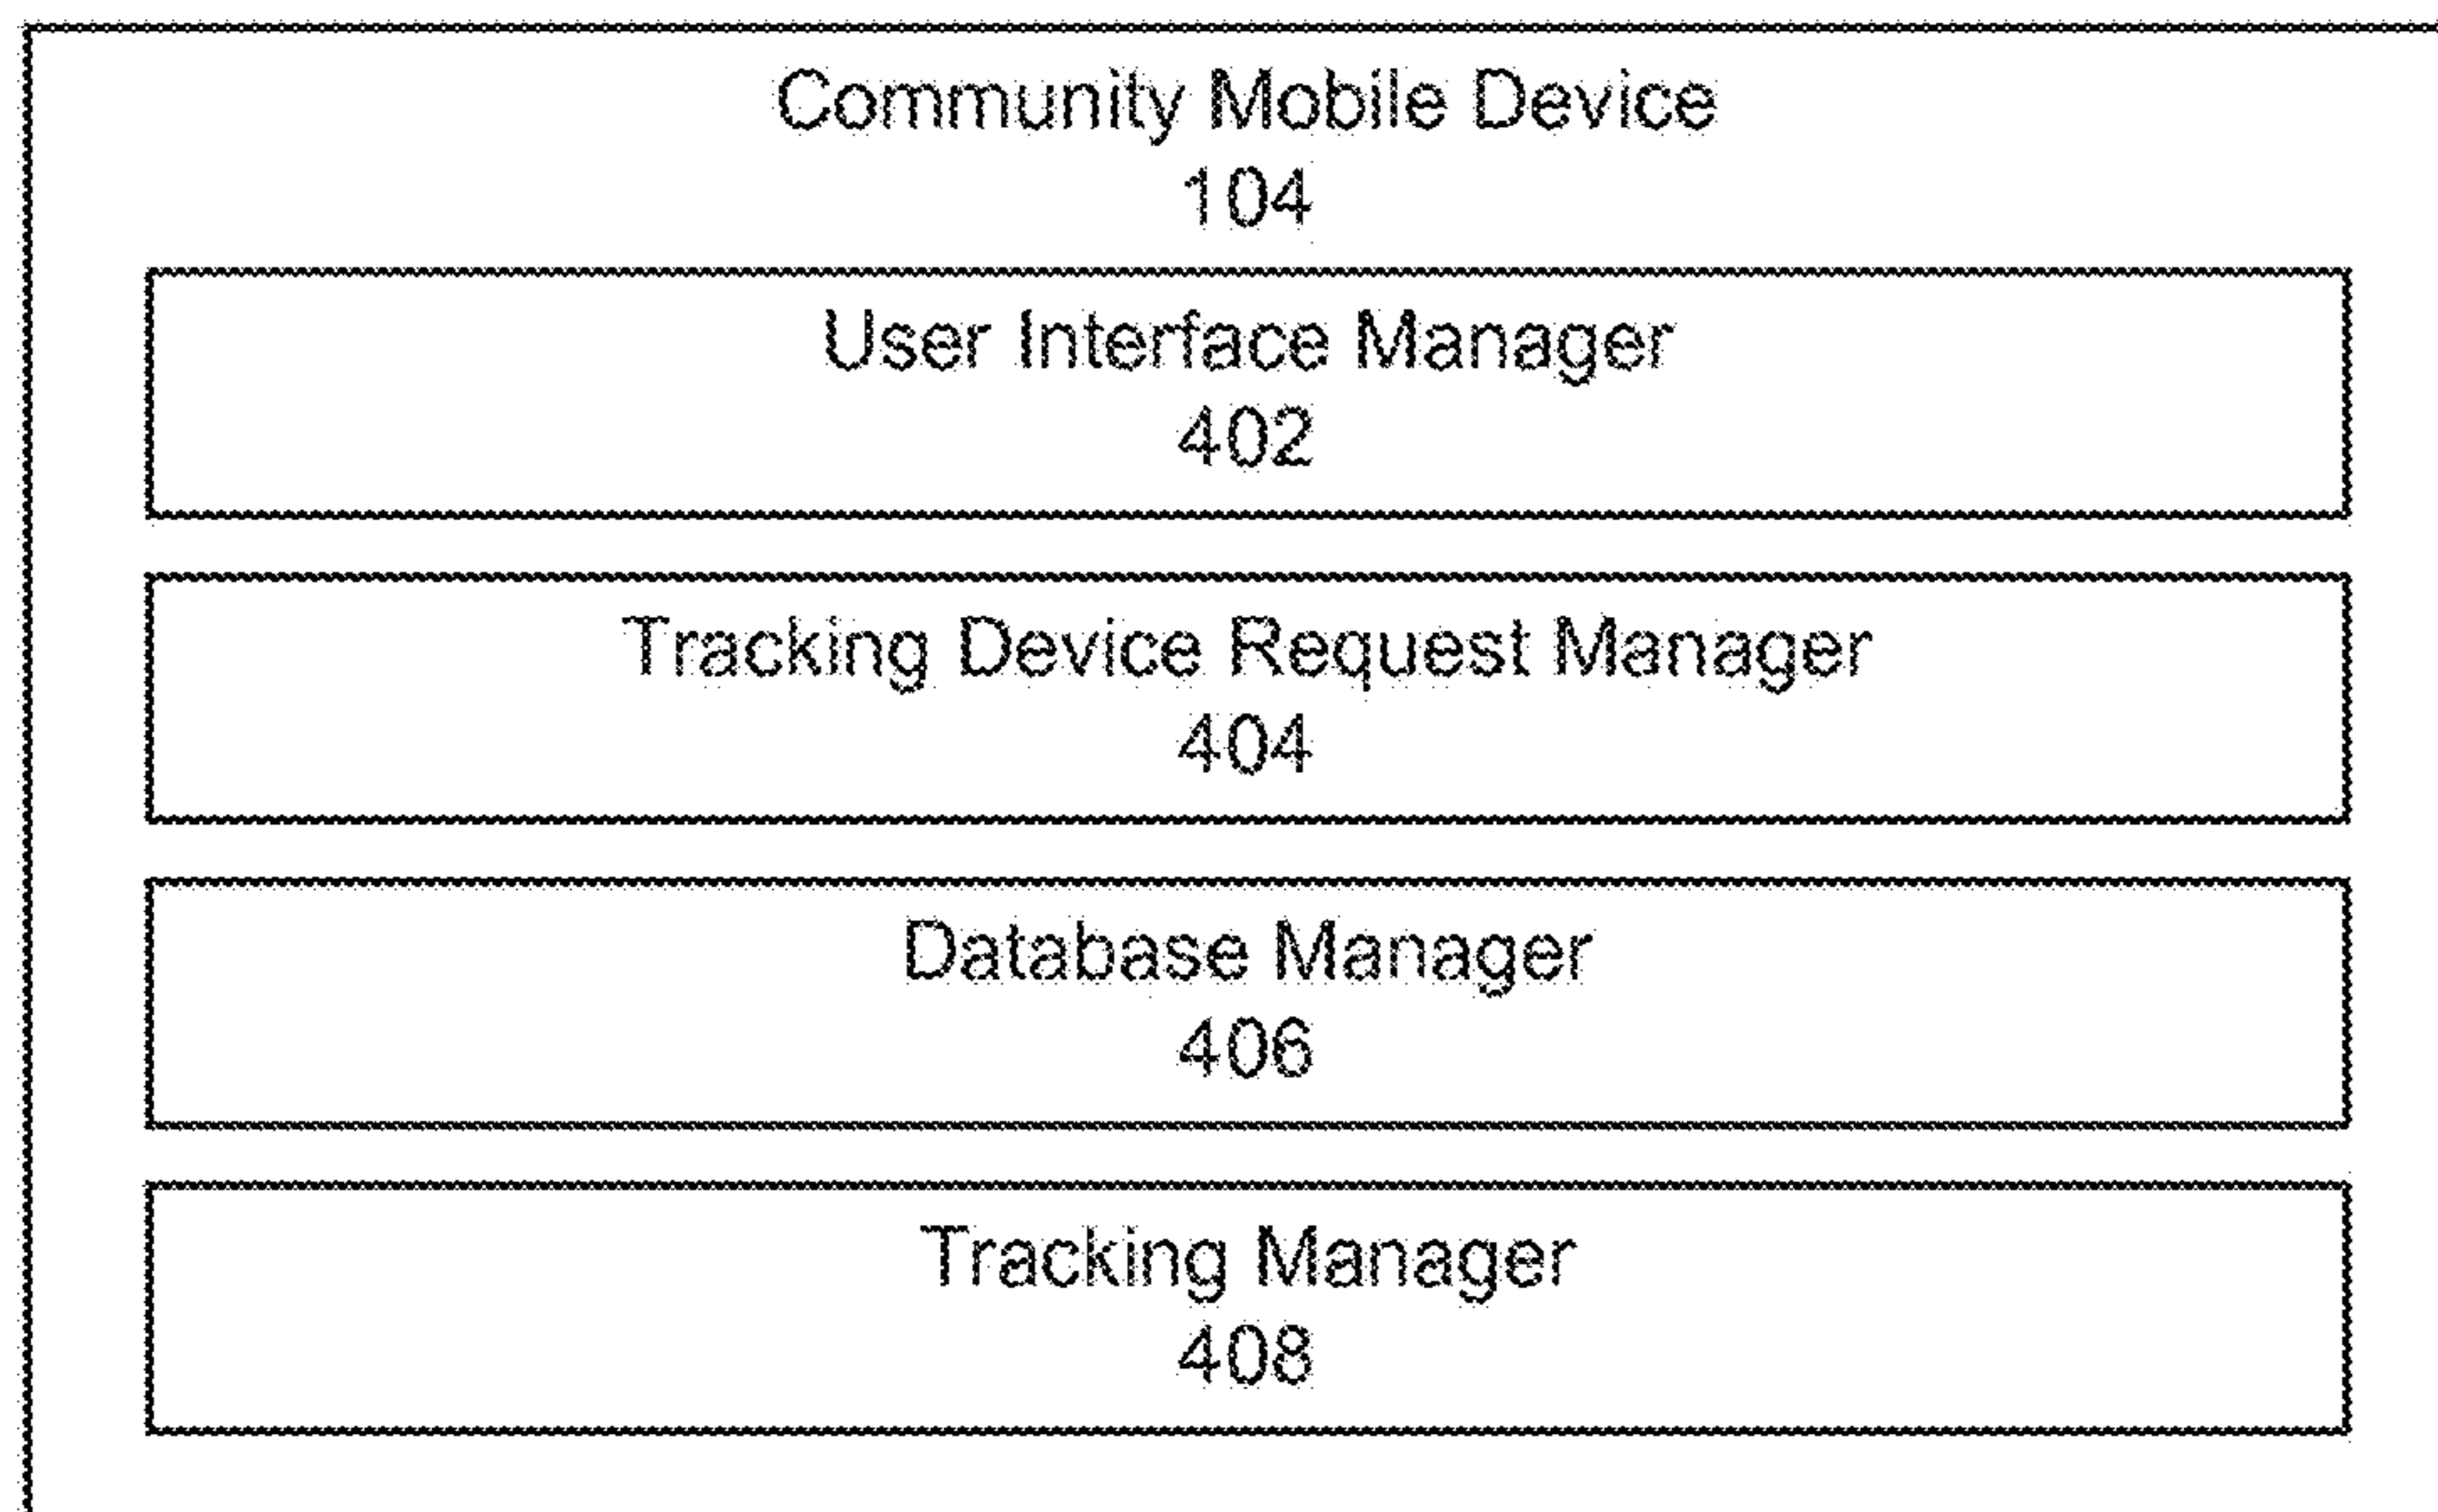 Community Mobile Device
104
User Interface Manager
402
Tracking Device Request Manager
404
Database Manager
406
Tracking Manager
408